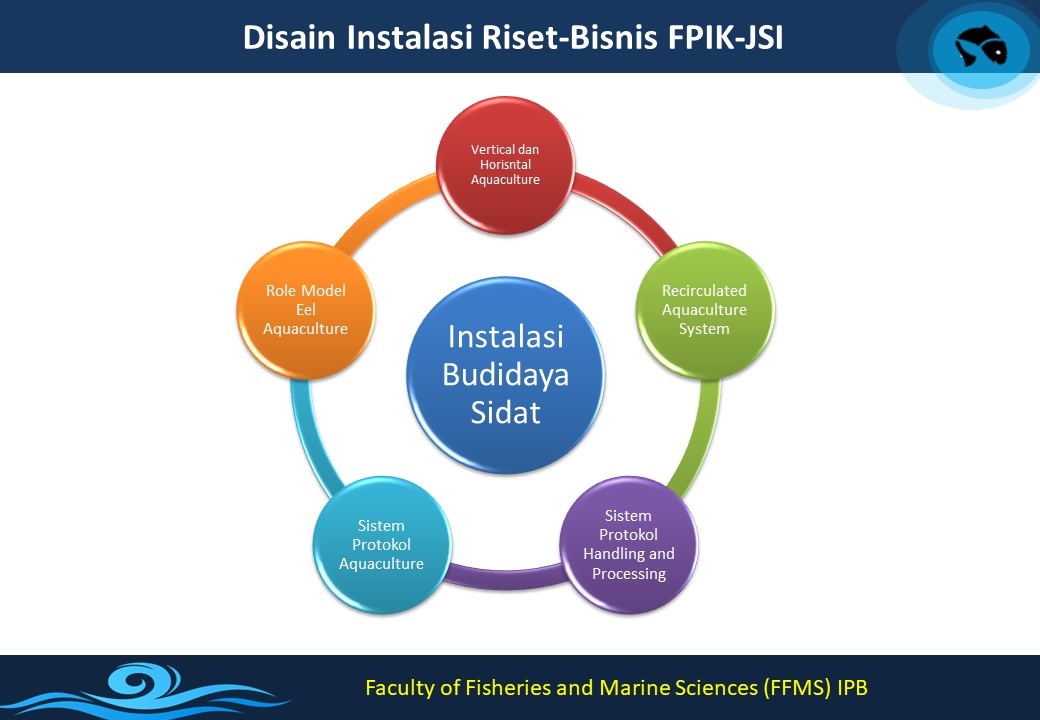 Disain Instalasi Riset-Bisnis FPIK-JSI
Vertical dan
Horisntal
Aquaculture
Recirculated
Aquaculture
System
Sistem
Protokol
Handling and
Processing
Sistem
Protokol
Aquaculture
Role Model
Eel
Aquaculture
Instalasi
Budidaya
Sidat
Faculty of Fisheries and Marine Sciences (FFMS) IPB